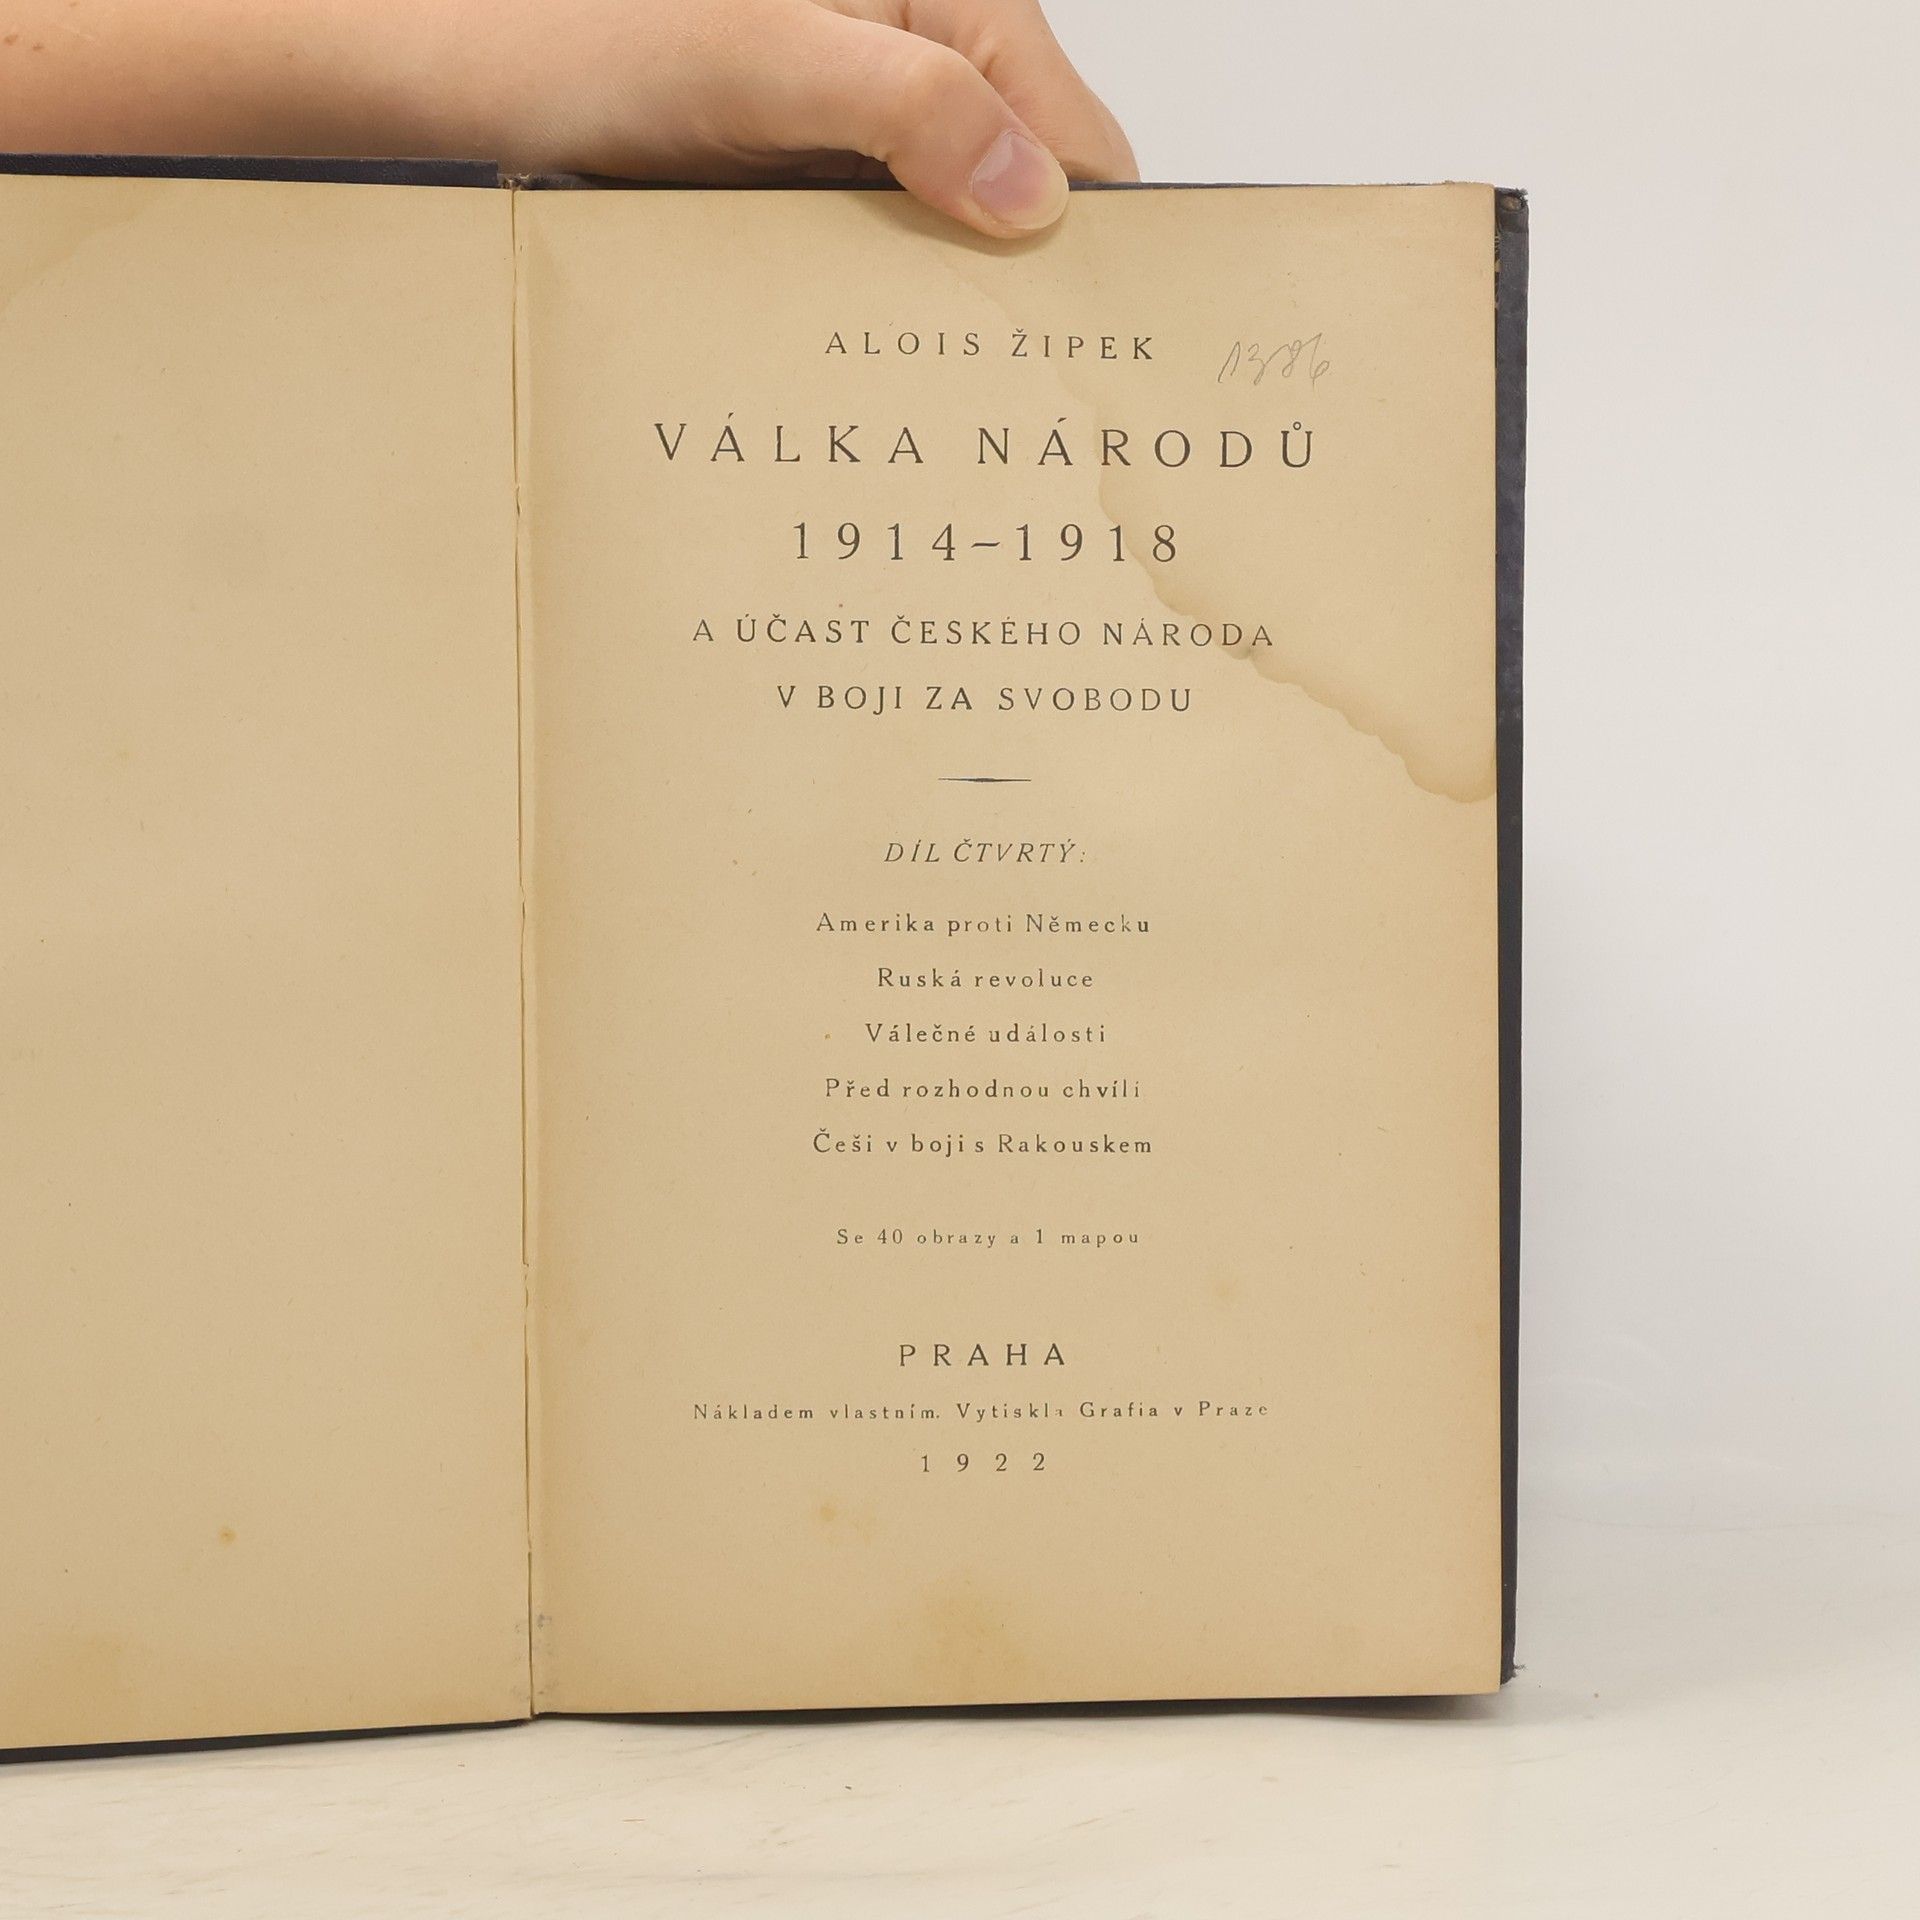 ALOIS ŽIPEK
1386
VÁLKA NÁRODŮ
1914–1918
A ÚČAST ČESKÉHO NÁRODA
V BOJI ZA SVOBODU
DÍL ČTVRTÝ:
Amerika proti Německu
Ruská revoluce
Válečné události
Před rozhodnou chvílí
Češi v boji s Rakouskem
Se 40 obrazy a 1 mapou
PRAHA
Nákladem vlastním. Vytiskla Grafia v Praze
1922